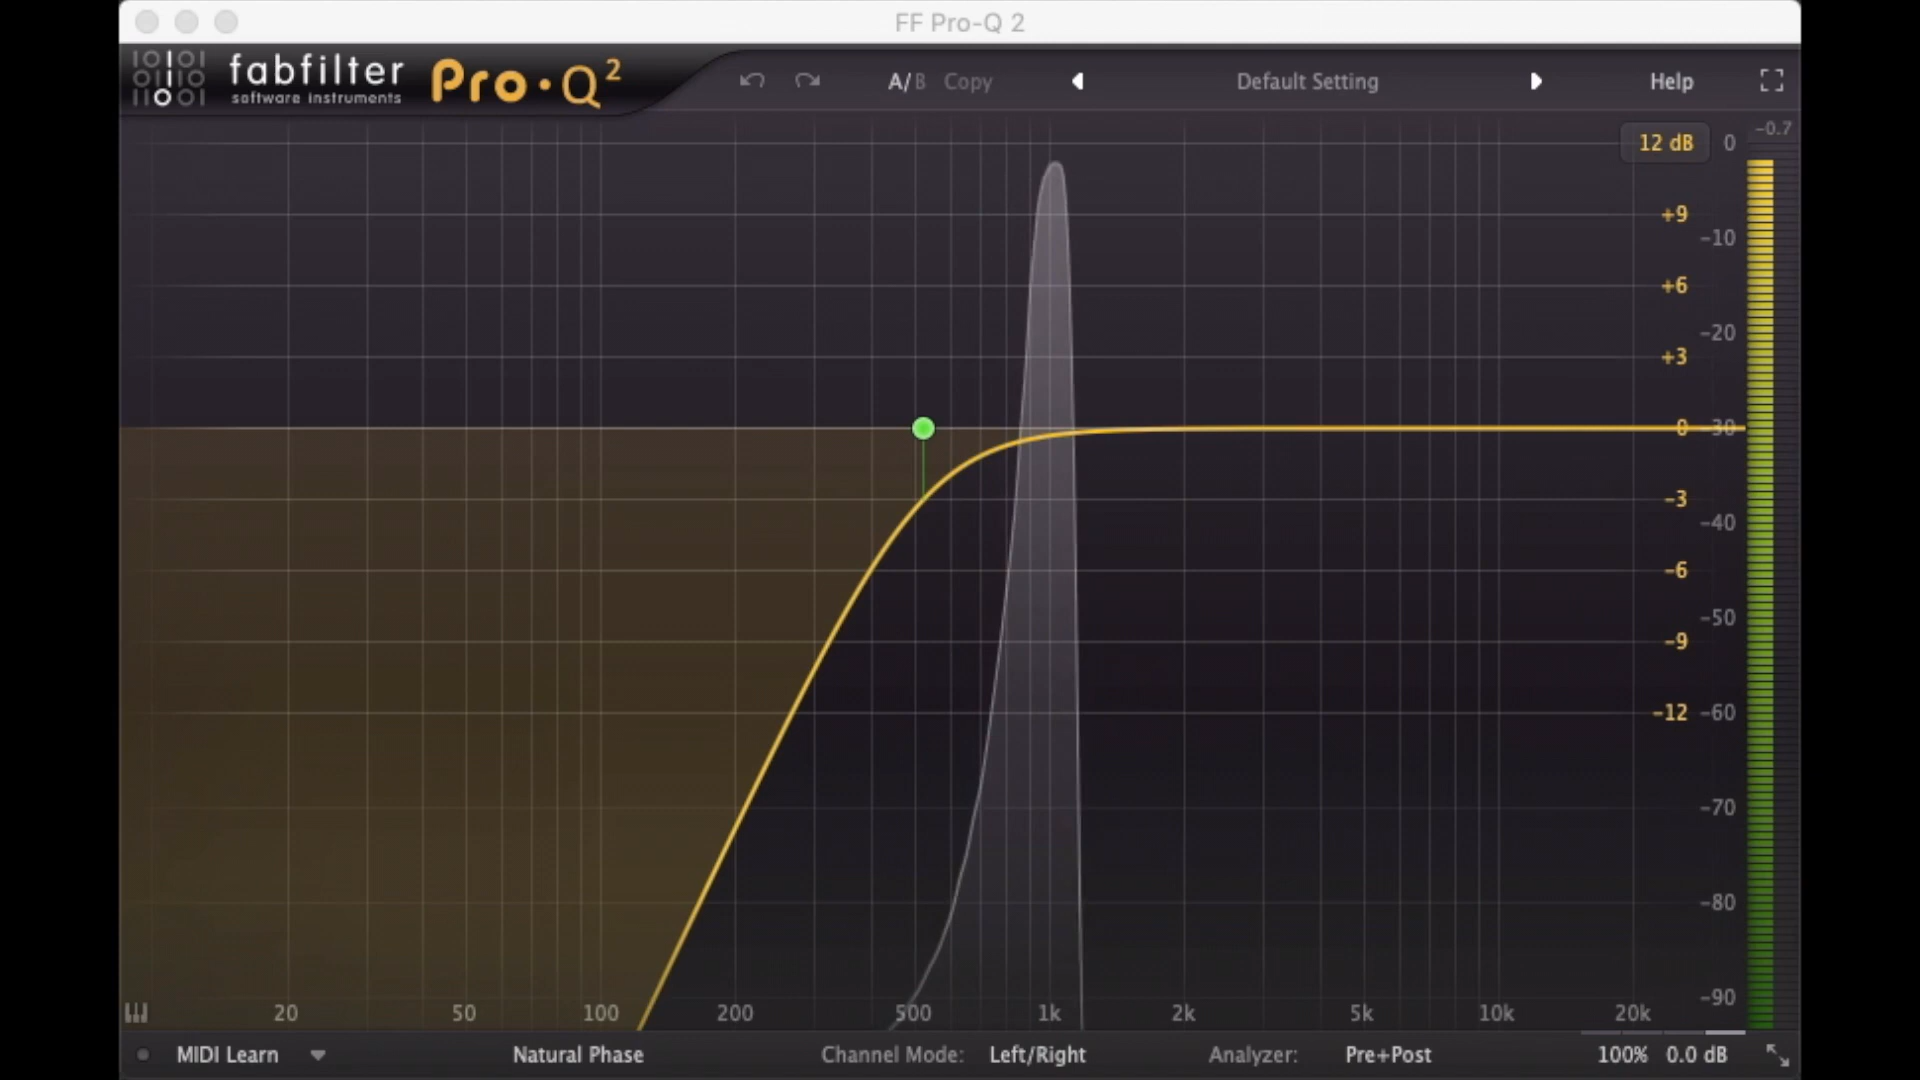 FF Pro-Q 2
fabfilter Pro·Q²
software instruments
A/B Copy Default Setting Help
12 dB 0 -0.7
+9 -10
+6 -20
+3
0 -30
-3 -40
-6
-50
-9
-12 -60
-70
-80
-90
20 50 100 200 500 1k 2k 5k 10k 20k
MIDI Learn Natural Phase Channel Mode: Left/Right Analyzer: Pre+Post 100% 0.0 dB